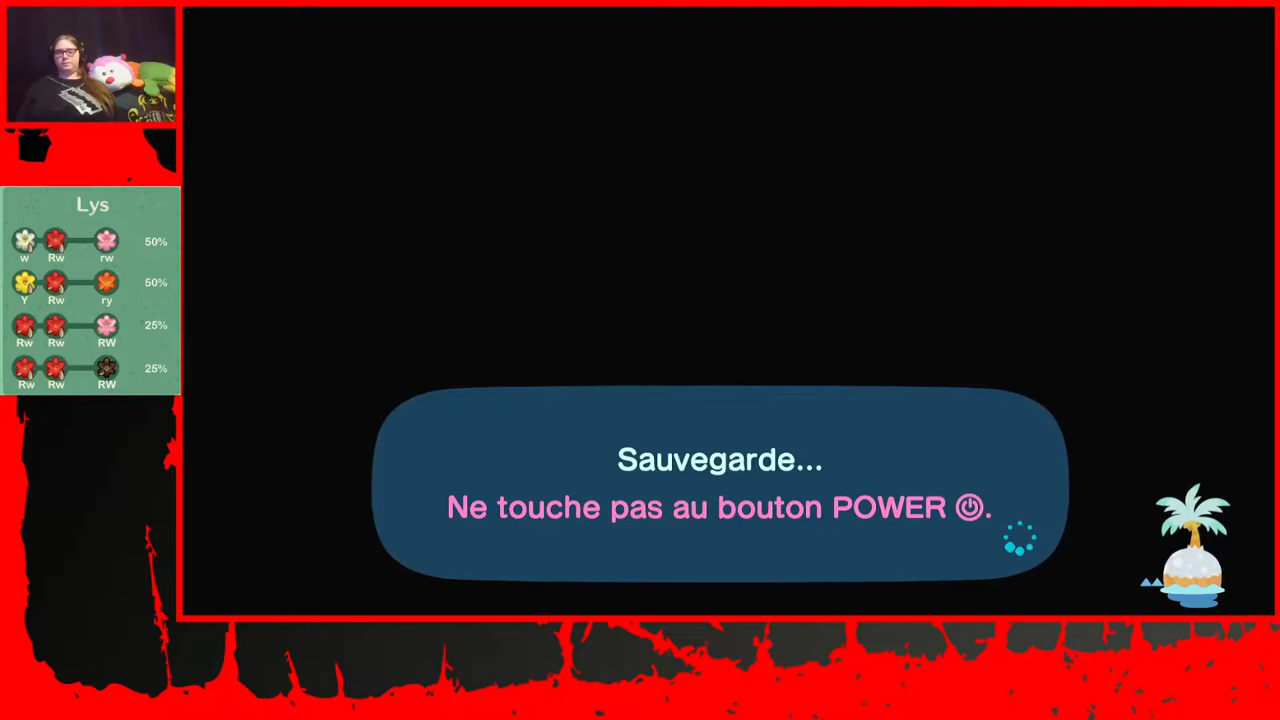 Lys
50%
w Rw rw
50%
Y Rw ry
25%
Rw Rw RW
25%
Rw Rw RW
Sauvegarde...
Ne touche pas au bouton POWER ⏻.